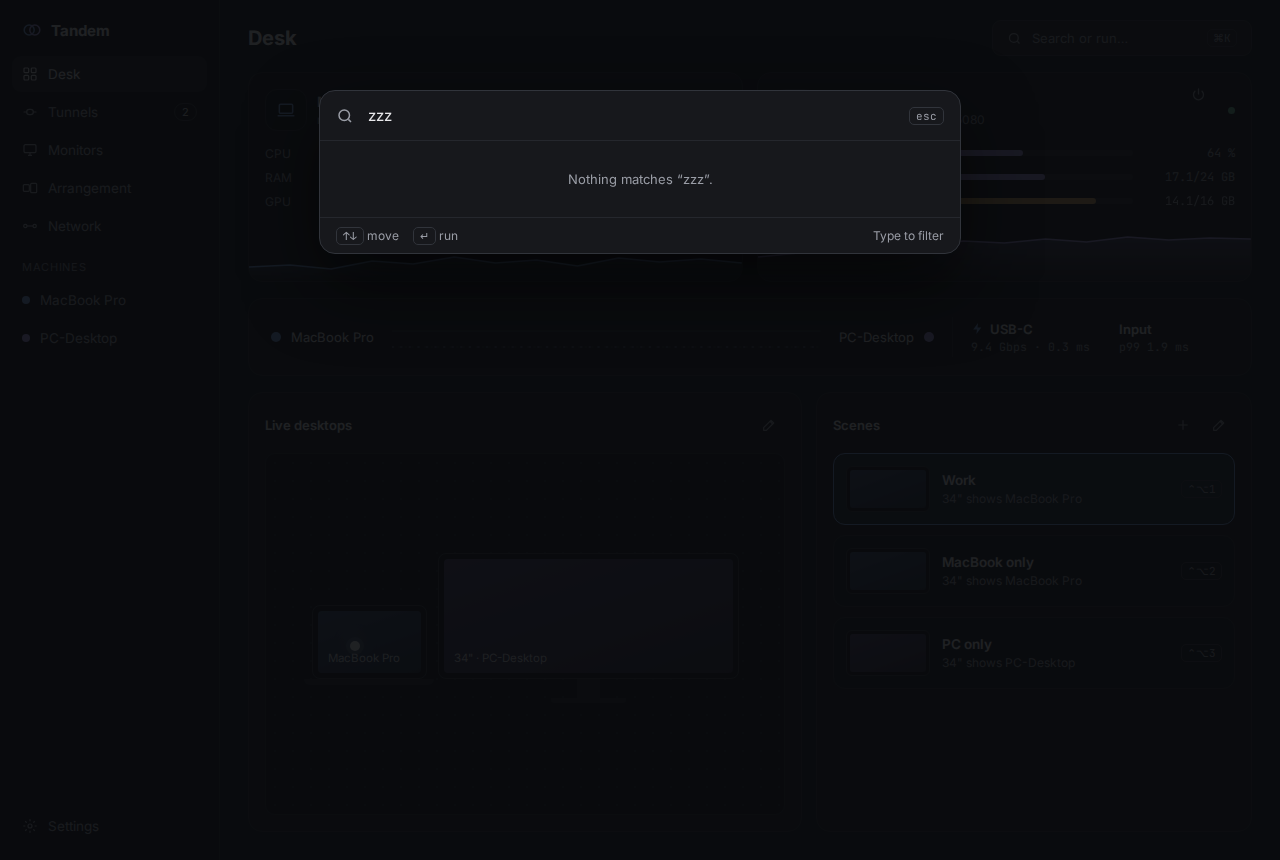 Tandem
Desk
Tunnels 2
Monitors
Arrangement
Network
MACHINES
MacBook Pro
PC-Desktop
Settings
Desk
Search or run... ⌘K
zzz esc
Nothing matches “zzz”.
↑↓ move ↵ run Type to filter
CPU
RAM
GPU
64 %
17.1/24 GB
14.1/16 GB
MacBook Pro
PC-Desktop
USB-C
9.4 Gbps · 0.3 ms
Input
p99 1.9 ms
Live desktops
MacBook Pro
34" · PC-Desktop
Scenes
Work
34" shows MacBook Pro
⌃⌥1
MacBook only
34" shows MacBook Pro
⌃⌥2
PC only
34" shows PC-Desktop
⌃⌥3